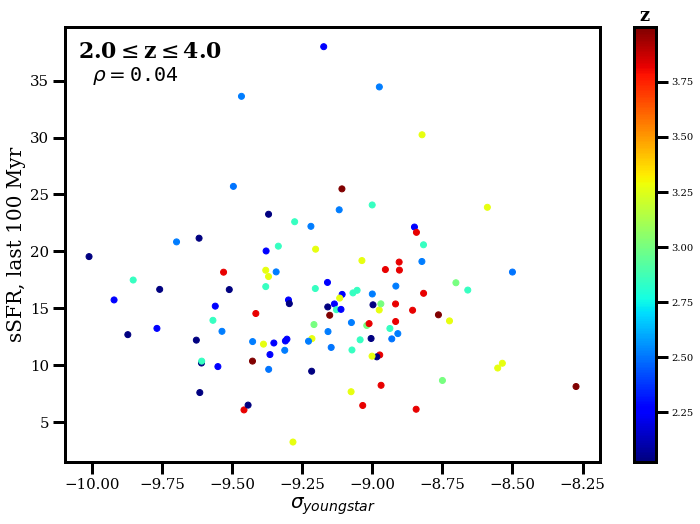 z
2.0 ≤ z ≤ 4.0
ρ = 0.04
35
30
25
20
15
10
5
sSFR, last 100 Myr
−10.00 −9.75 −9.50 −9.25 −9.00 −8.75 −8.50 −8.25
σ_youngstar
3.75
3.50
3.25
3.00
2.75
2.50
2.25